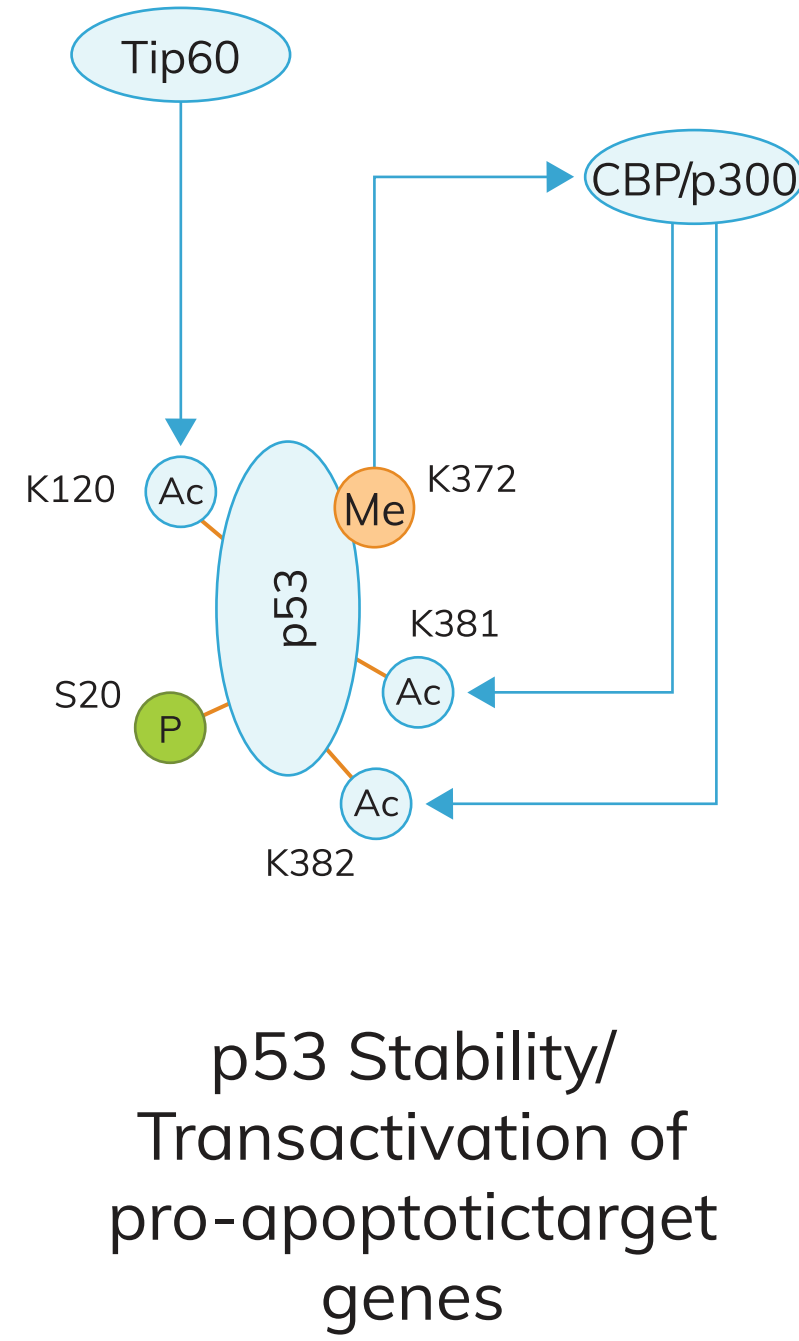 Tip60
CBP/p300
K120
Ac
Me
K372
p53
K381
Ac
S20
P
Ac
K382
p53 Stability/
Transactivation of
pro-apoptotictarget
genes